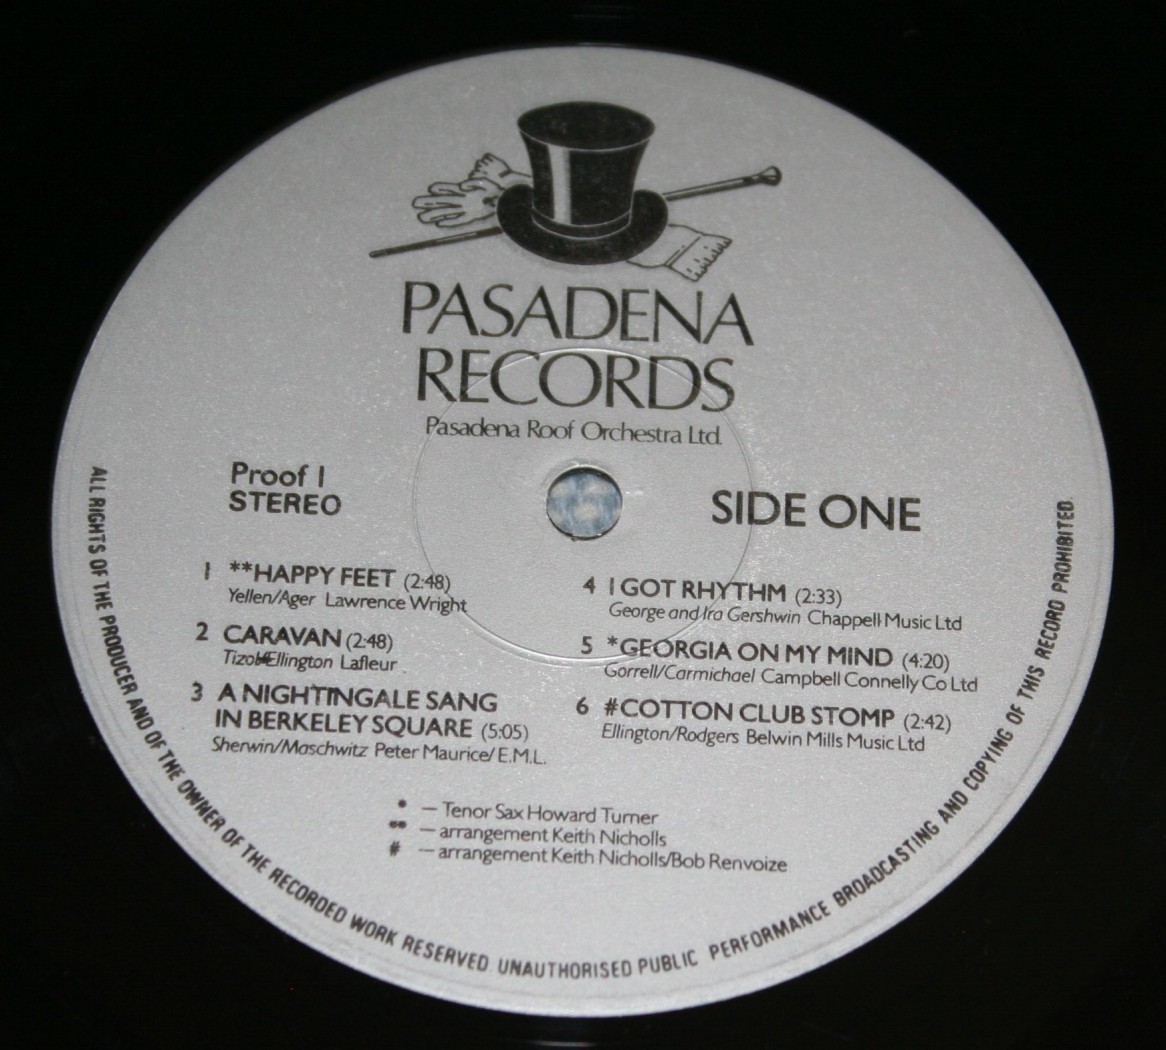 PASADENA
RECORDS
Pasadena Roof Orchestra Ltd.
Proof 1
STEREO
SIDE ONE
1 **HAPPY FEET (2:48)
Yellen/Ager Lawrence Wright
2 CARAVAN (2:48)
Tizol/Ellington Lafleur
3 A NIGHTINGALE SANG
IN BERKELEY SQUARE (5:05)
Sherwin/Maschwitz Peter Maurice/ E.M.I.
4 I GOT RHYTHM (2:33)
George and Ira Gershwin Chappell Music Ltd
5 *GEORGIA ON MY MIND (4:20)
Gorrell/Carmichael Campbell Connelly Co Ltd
6 #COTTON CLUB STOMP (2:42)
Ellington/Rodgers Belwin Mills Music Ltd
* — Tenor Sax Howard Turner
** — arrangement Keith Nicholls
# — arrangement Keith Nicholls/Bob Renvoize
ALL RIGHTS OF THE PRODUCER AND OF THE OWNER OF THE RECORDED WORK RESERVED. UNAUTHORISED PUBLIC PERFORMANCE BROADCASTING AND COPYING OF THIS RECORD PROHIBITED.